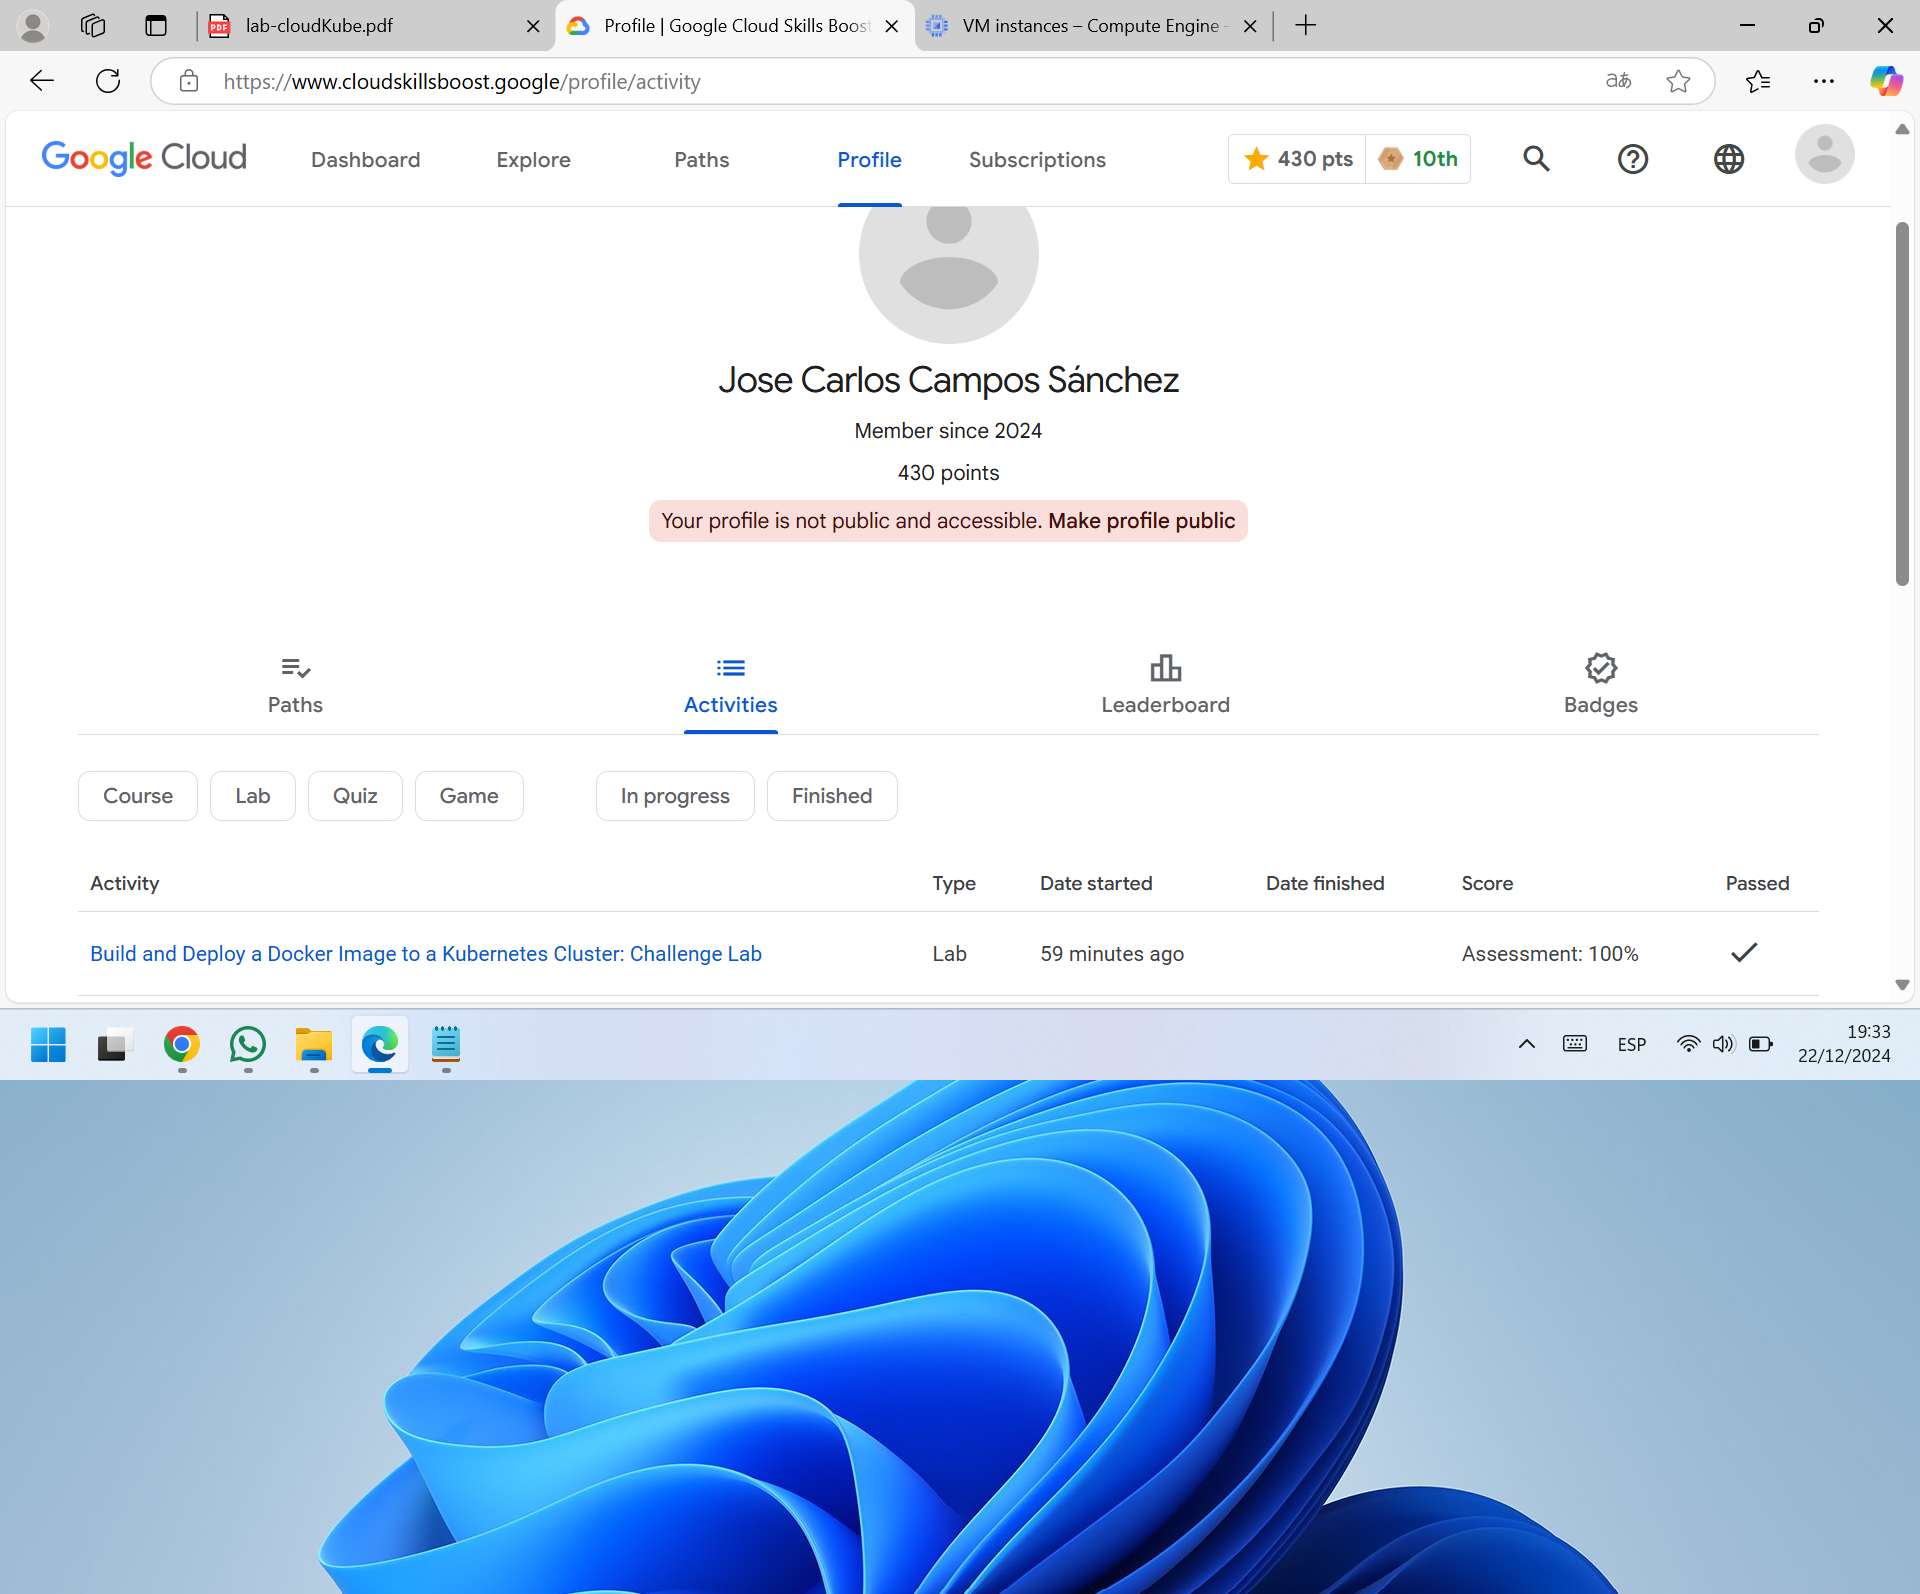 lab-cloudKube.pdf
Profile | Google Cloud Skills Boost
VM instances – Compute Engine -
https://www.cloudskillsboost.google/profile/activity
Google Cloud
Dashboard
Explore
Paths
Profile
Subscriptions
430 pts
10th
Jose Carlos Campos Sánchez
Member since 2024
430 points
Your profile is not public and accessible. Make profile public
Paths
Activities
Leaderboard
Badges
Course
Lab
Quiz
Game
In progress
Finished
Activity
Type
Date started
Date finished
Score
Passed
Build and Deploy a Docker Image to a Kubernetes Cluster: Challenge Lab
Lab
59 minutes ago
Assessment: 100%
ESP
19:33
22/12/2024